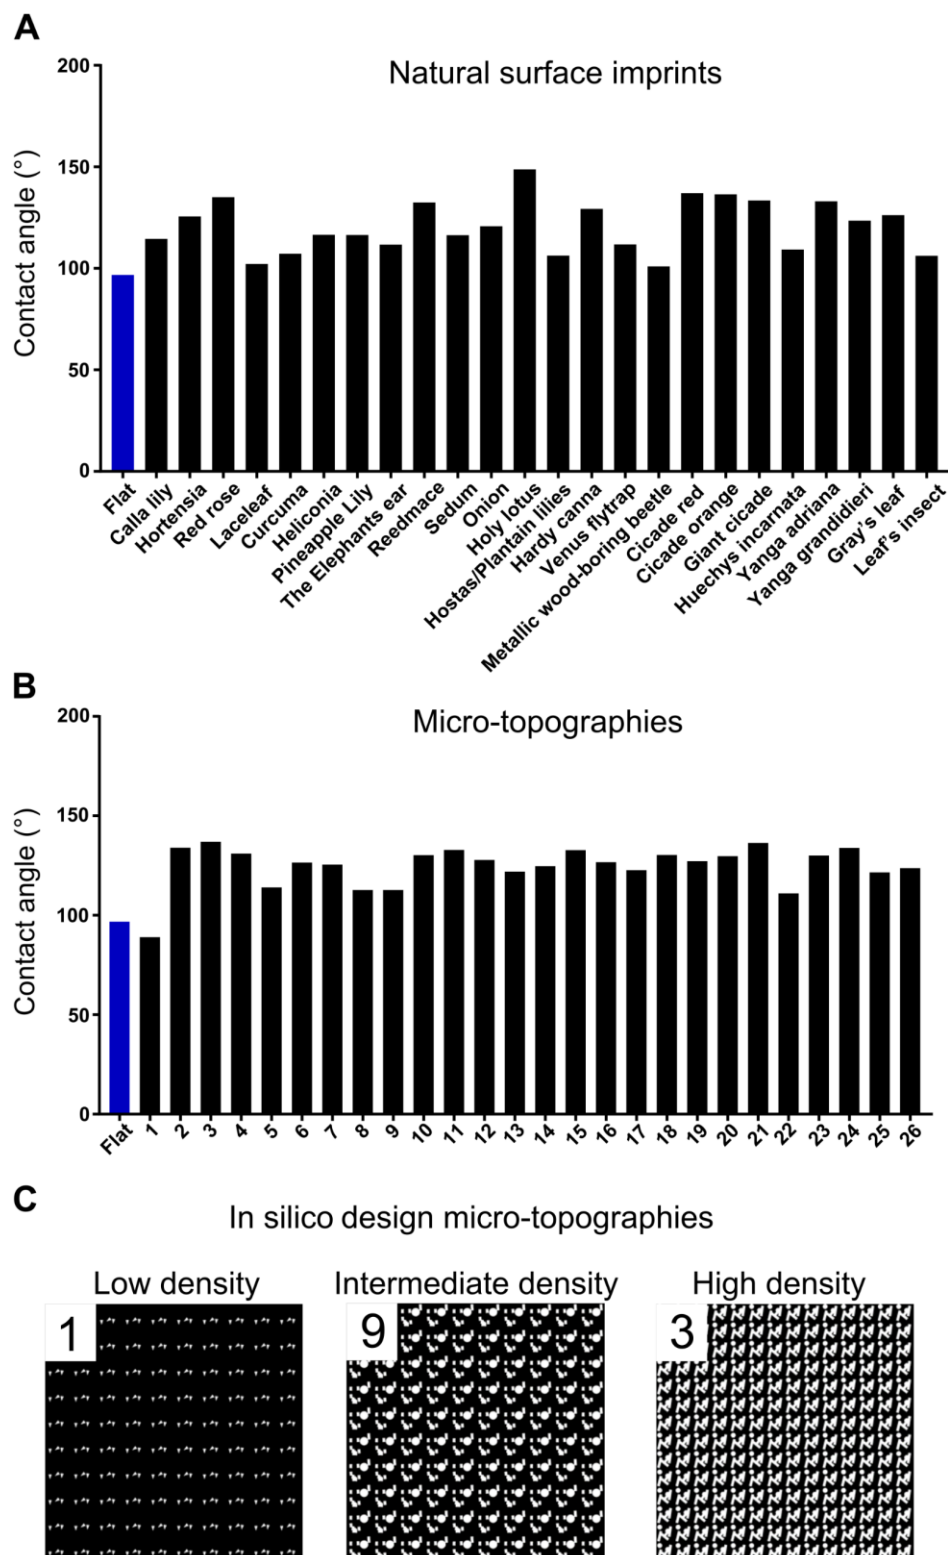 A
Natural surface imprints
Contact angle (°)
200
150
100
50
0
Flat
Calla lily
Hortensia
Red rose
Laceleaf
Curcuma
Heliconia
Pineapple Lily
The Elephants ear
Reedmace
Sedum
Onion
Holy lotus
Hostas/Plantain lilies
Hardy canna
Venus flytrap
Metallic wood-boring beetle
Cicade red
Cicade orange
Giant cicade
Huechys incarnata
Yanga adriana
Yanga grandidieri
Gray's leaf
Leaf's insect
B
Micro-topographies
Contact angle (°)
200
150
100
50
0
Flat
1
2
3
4
5
6
7
8
9
10
11
12
13
14
15
16
17
18
19
20
21
22
23
24
25
26
C
In silico design micro-topographies
Low density
Intermediate density
High density
1
9
3